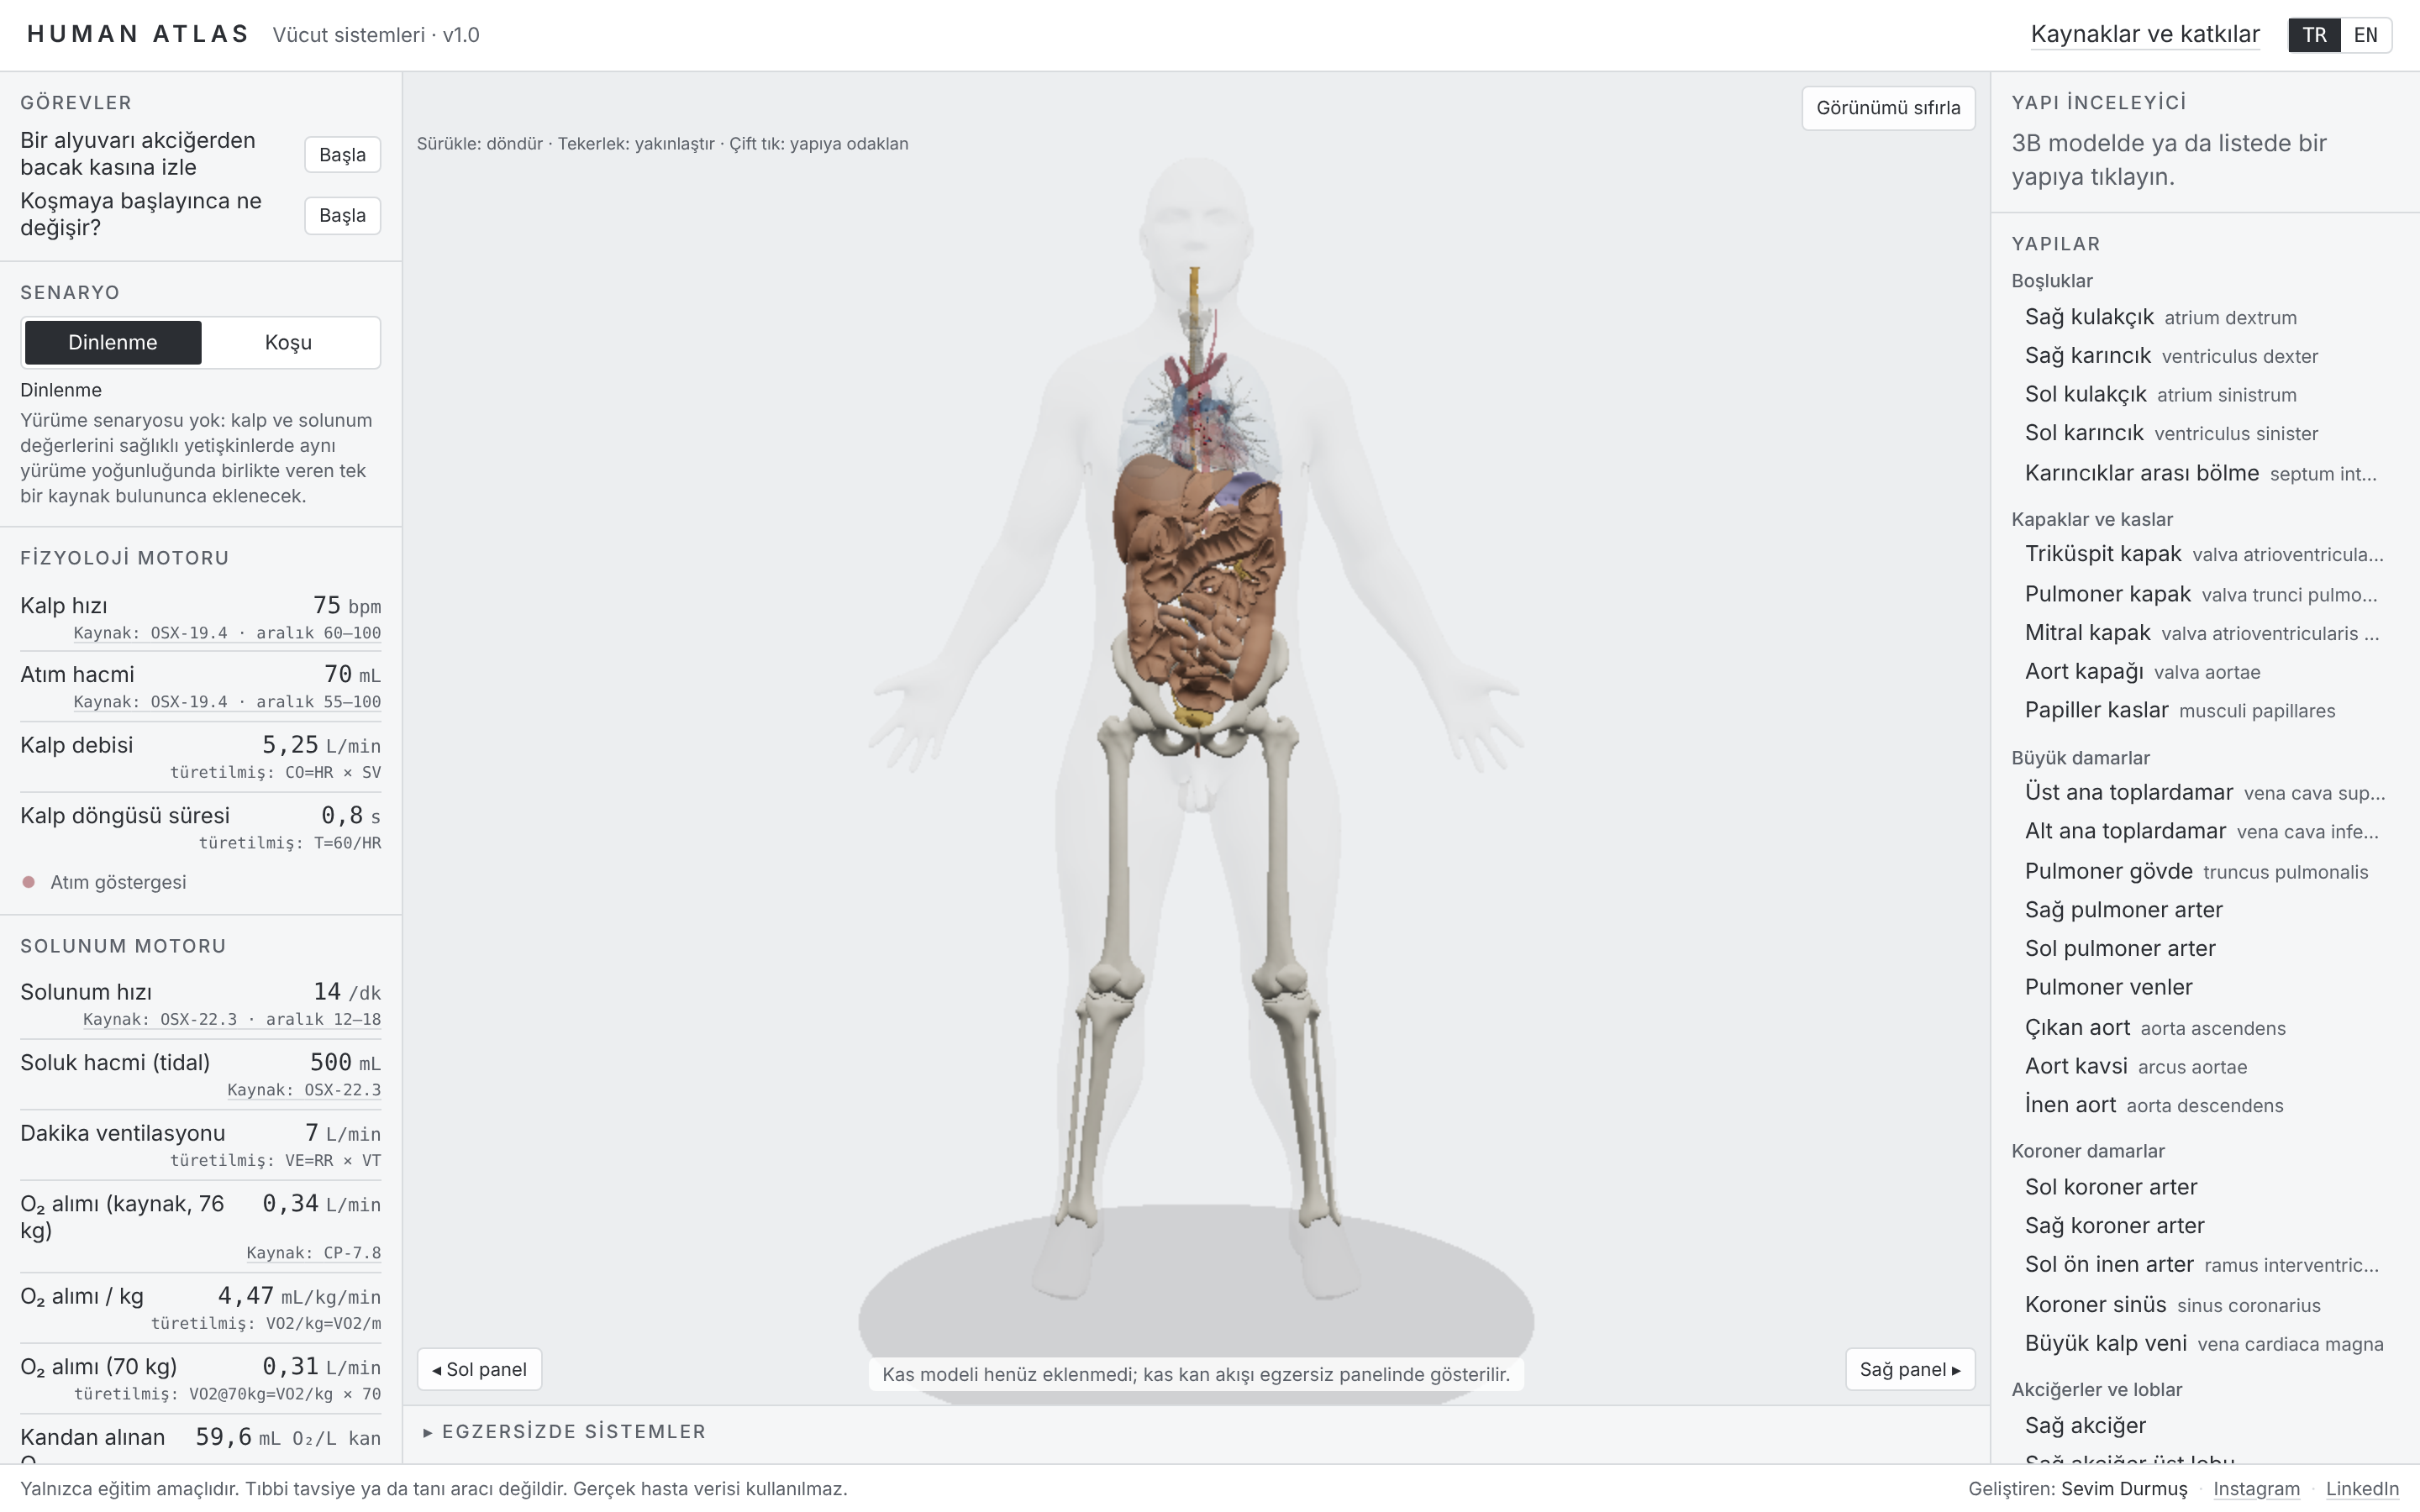 HUMAN ATLAS Vücut sistemleri · v1.0
Kaynaklar ve katkılar TR EN
GÖREVLER
Bir alyuvarı akciğerden
bacak kasına izle
Başla
Koşmaya başlayınca ne
değişir?
Başla
SENARYO
Dinlenme Koşu
Dinlenme
Yürüme senaryosu yok: kalp ve solunum
değerlerini sağlıklı yetişkinlerde aynı
yürüme yoğunluğunda birlikte veren tek
bir kaynak bulununca eklenecek.
FİZYOLOJİ MOTORU
Kalp hızı 75 bpm
Kaynak: OSX-19.4 · aralık 60–100
Atım hacmi 70 mL
Kaynak: OSX-19.4 · aralık 55–100
Kalp debisi 5,25 L/min
türetilmiş: CO=HR × SV
Kalp döngüsü süresi 0,8 s
türetilmiş: T=60/HR
Atım göstergesi
SOLUNUM MOTORU
Solunum hızı 14 /dk
Kaynak: OSX-22.3 · aralık 12–18
Soluk hacmi (tidal) 500 mL
Kaynak: OSX-22.3
Dakika ventilasyonu 7 L/min
türetilmiş: VE=RR × VT
O₂ alımı (kaynak, 76 0,34 L/min
kg)
Kaynak: CP-7.8
O₂ alımı / kg 4,47 mL/kg/min
türetilmiş: VO2/kg=VO2/m
O₂ alımı (70 kg) 0,31 L/min
türetilmiş: VO2@70kg=VO2/kg × 70
Kandan alınan 59,6 mL O₂/L kan
Görünümü sıfırla
Sürükle: döndür · Tekerlek: yakınlaştır · Çift tık: yapıya odaklan
◂ Sol panel
Kas modeli henüz eklenmedi; kas kan akışı egzersiz panelinde gösterilir.
Sağ panel ▸
▸ EGZERSİZDE SİSTEMLER
YAPI İNCELEYİCİ
3B modelde ya da listede bir
yapıya tıklayın.
YAPILAR
Boşluklar
Sağ kulakçık atrium dextrum
Sağ karıncık ventriculus dexter
Sol kulakçık atrium sinistrum
Sol karıncık ventriculus sinister
Karıncıklar arası bölme septum int...
Kapaklar ve kaslar
Triküspit kapak valva atrioventricula...
Pulmoner kapak valva trunci pulmo...
Mitral kapak valva atrioventricularis ...
Aort kapağı valva aortae
Papiller kaslar musculi papillares
Büyük damarlar
Üst ana toplardamar vena cava sup...
Alt ana toplardamar vena cava infe...
Pulmoner gövde truncus pulmonalis
Sağ pulmoner arter
Sol pulmoner arter
Pulmoner venler
Çıkan aort aorta ascendens
Aort kavsi arcus aortae
İnen aort aorta descendens
Koroner damarlar
Sol koroner arter
Sağ koroner arter
Sol ön inen arter ramus interventric...
Koroner sinüs sinus coronarius
Büyük kalp veni vena cardiaca magna
Akciğerler ve loblar
Sağ akciğer
Sağ akciğer üst lobu
Yalnızca eğitim amaçlıdır. Tıbbi tavsiye ya da tanı aracı değildir. Gerçek hasta verisi kullanılmaz.
Geliştiren: Sevim Durmuş · Instagram · LinkedIn